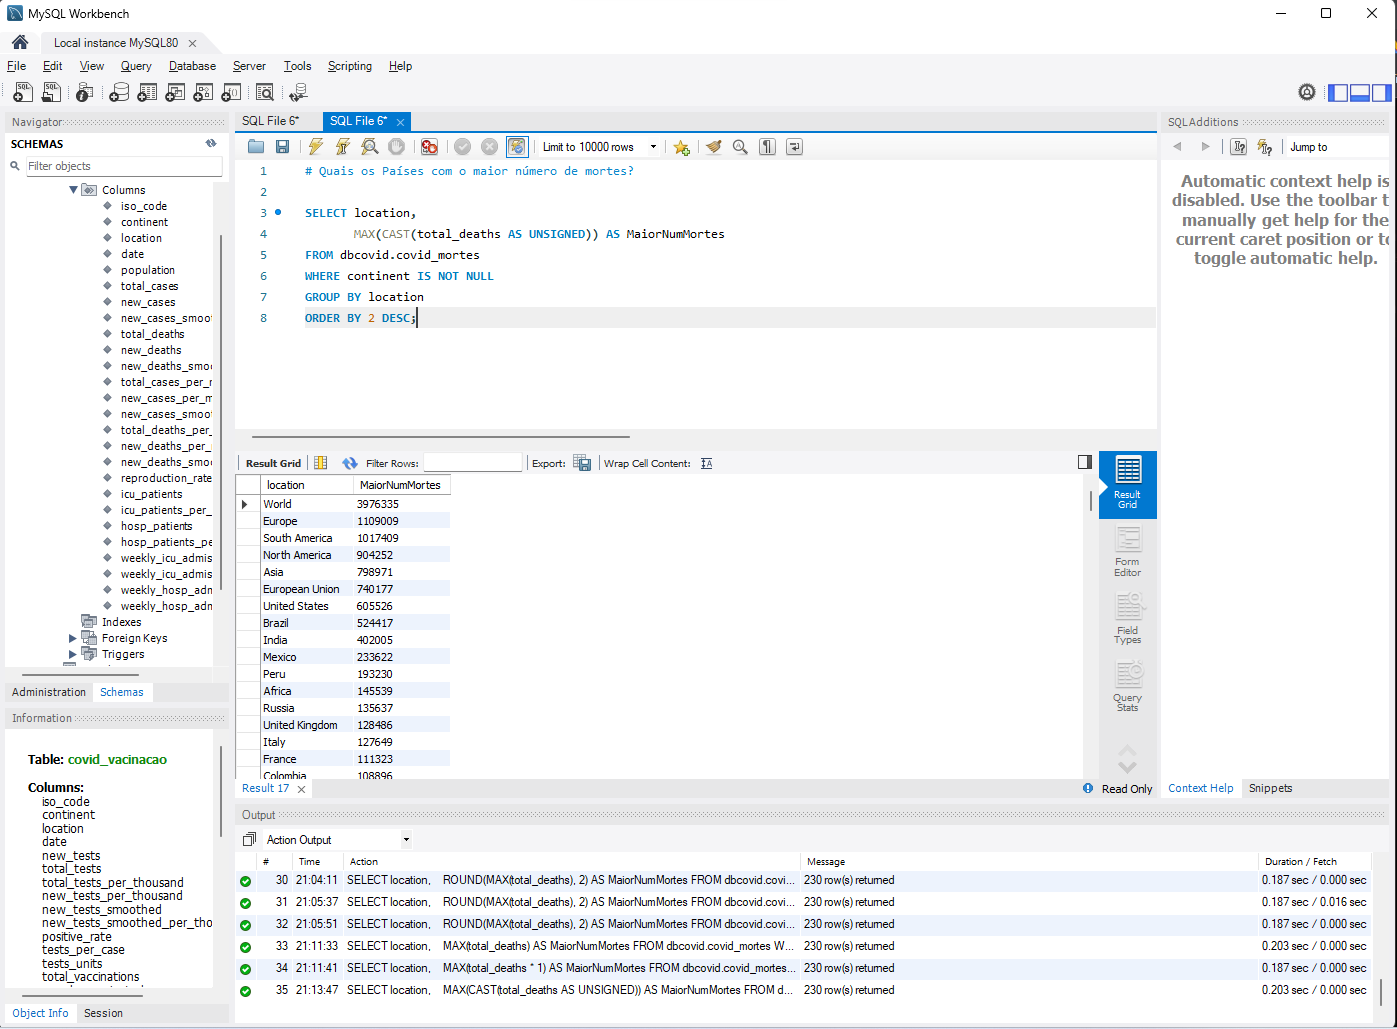 MySQL Workbench
Local instance MySQL80
File Edit View Query Database Server Tools Scripting Help
Navigator
SCHEMAS
Filter objects
Columns
iso_code
continent
location
date
population
total_cases
new_cases
new_cases_smoo
total_deaths
new_deaths
new_deaths_smo
total_cases_per_r
new_cases_per_m
new_cases_smoo
total_deaths_per_
new_deaths_per_
new_deaths_smo
reproduction_rate
icu_patients
icu_patients_per_
hosp_patients
hosp_patients_pe
weekly_icu_admis
weekly_icu_admis
weekly_hosp_adn
weekly_hosp_adn
Indexes
Foreign Keys
Triggers
Administration Schemas
Information
Table: covid_vacinacao
Columns:
iso_code
continent
location
date
new_tests
total_tests
total_tests_per_thousand
new_tests_per_thousand
new_tests_smoothed
new_tests_smoothed_per_tho
positive_rate
tests_per_case
tests_units
total_vaccinations
Object Info Session
SQL File 6* SQL File 6*
Limit to 10000 rows
1 # Quais os Países com o maior número de mortes?
2
3 SELECT location,
4 MAX(CAST(total_deaths AS UNSIGNED)) AS MaiorNumMortes
5 FROM dbcovid.covid_mortes
6 WHERE continent IS NOT NULL
7 GROUP BY location
8 ORDER BY 2 DESC;
Result Grid Filter Rows: Export: Wrap Cell Content:
location MaiorNumMortes
World 3976335
Europe 1109009
South America 1017409
North America 904252
Asia 798971
European Union 740177
United States 605526
Brazil 524417
India 402005
Mexico 233622
Peru 193230
Africa 145539
Russia 135637
United Kingdom 128486
Italy 127649
France 111323
Colombia 108896
Result Grid
Form Editor
Field Types
Query Stats
Result 17
Read Only
SQLAdditions
Jump to
Automatic context help is
disabled. Use the toolbar t
manually get help for the
current caret position or to
toggle automatic help.
Context Help Snippets
Output
Action Output
# Time Action Message Duration / Fetch
30 21:04:11 SELECT location, ROUND(MAX(total_deaths), 2) AS MaiorNumMortes FROM dbcovid.covi... 230 row(s) returned 0.187 sec / 0.000 sec
31 21:05:37 SELECT location, ROUND(MAX(total_deaths), 2) AS MaiorNumMortes FROM dbcovid.covi... 230 row(s) returned 0.187 sec / 0.016 sec
32 21:05:51 SELECT location, ROUND(MAX(total_deaths), 2) AS MaiorNumMortes FROM dbcovid.covi... 230 row(s) returned 0.187 sec / 0.000 sec
33 21:11:33 SELECT location, MAX(total_deaths) AS MaiorNumMortes FROM dbcovid.covid_mortes W... 230 row(s) returned 0.203 sec / 0.000 sec
34 21:11:41 SELECT location, MAX(total_deaths * 1) AS MaiorNumMortes FROM dbcovid.covid_mortes... 230 row(s) returned 0.187 sec / 0.000 sec
35 21:13:47 SELECT location, MAX(CAST(total_deaths AS UNSIGNED)) AS MaiorNumMortes FROM d... 230 row(s) returned 0.203 sec / 0.000 sec